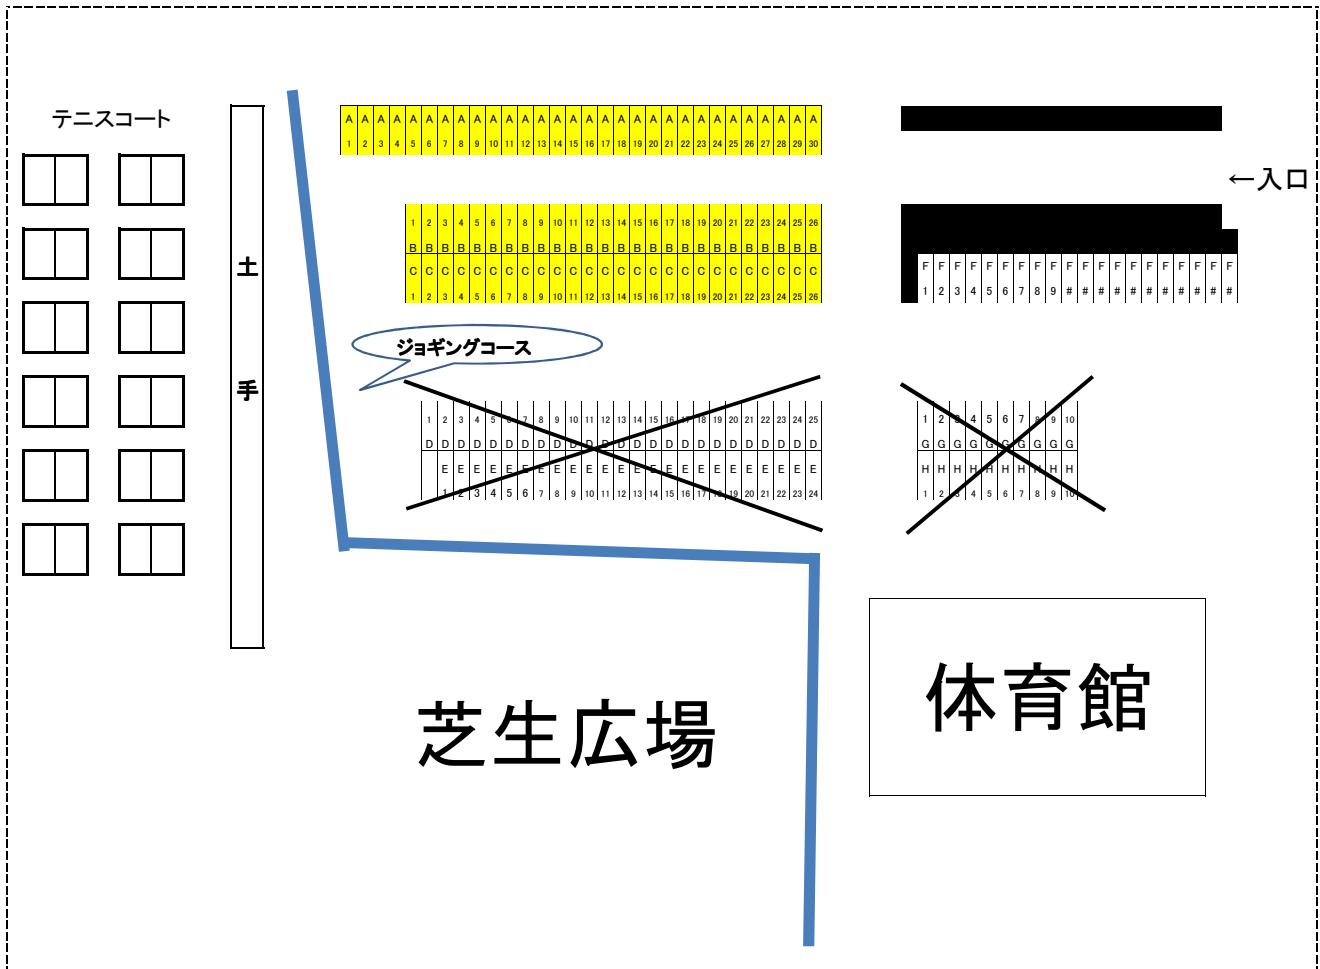 テニスコート
A A A A A A A A A A A A A A A A A A A A A A A A A A A A A A
1 2 3 4 5 6 7 8 9 10 11 12 13 14 15 16 17 18 19 20 21 22 23 24 25 26 27 28 29 30
←入口
1 2 3 4 5 6 7 8 9 10 11 12 13 14 15 16 17 18 19 20 21 22 23 24 25 26
B B B B B B B B B B B B B B B B B B B B B B B B B B
C C C C C C C C C C C C C C C C C C C C C C C C C C
1 2 3 4 5 6 7 8 9 10 11 12 13 14 15 16 17 18 19 20 21 22 23 24 25 26
F F F F F F F F F F F F F F F F F F F F
1 2 3 4 5 6 7 8 9 # # # # # # # # # # #
土
手
ジョギングコース
1 2 3 4 5 6 7 8 9 10 11 12 13 14 15 16 17 18 19 20 21 22 23 24 25
D D D D D D D D D D D D D D D D D D D D D D D D D
E E E E E E E E E E E E E E E E E E E E E E E E
1 2 3 4 5 6 7 8 9 10 11 12 13 14 15 16 17 18 19 20 21 22 23 24
1 2 3 4 5 6 7 8 9 10
G G G G G G G G G G
H H H H H H H H H H
1 2 3 4 5 6 7 8 9 10
芝生広場
体育館